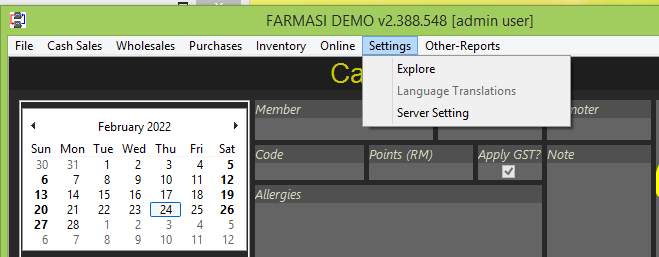 FARMASI DEMO v2.388.548 [admin user]
File Cash Sales Wholesales Purchases Inventory Online Settings Other-Reports
Explore
Language Translations
Server Setting
Ca
February 2022
Sun Mon Tue Wed Thu Fri Sat
30 31 1 2 3 4 5
6 7 8 9 10 11 12
13 14 15 16 17 18 19
20 21 22 23 24 25 26
27 28 1 2 3 4 5
6 7 8 9 10 11 12
Member
moter
Code Points (RM) Apply GST? Note
Allergies